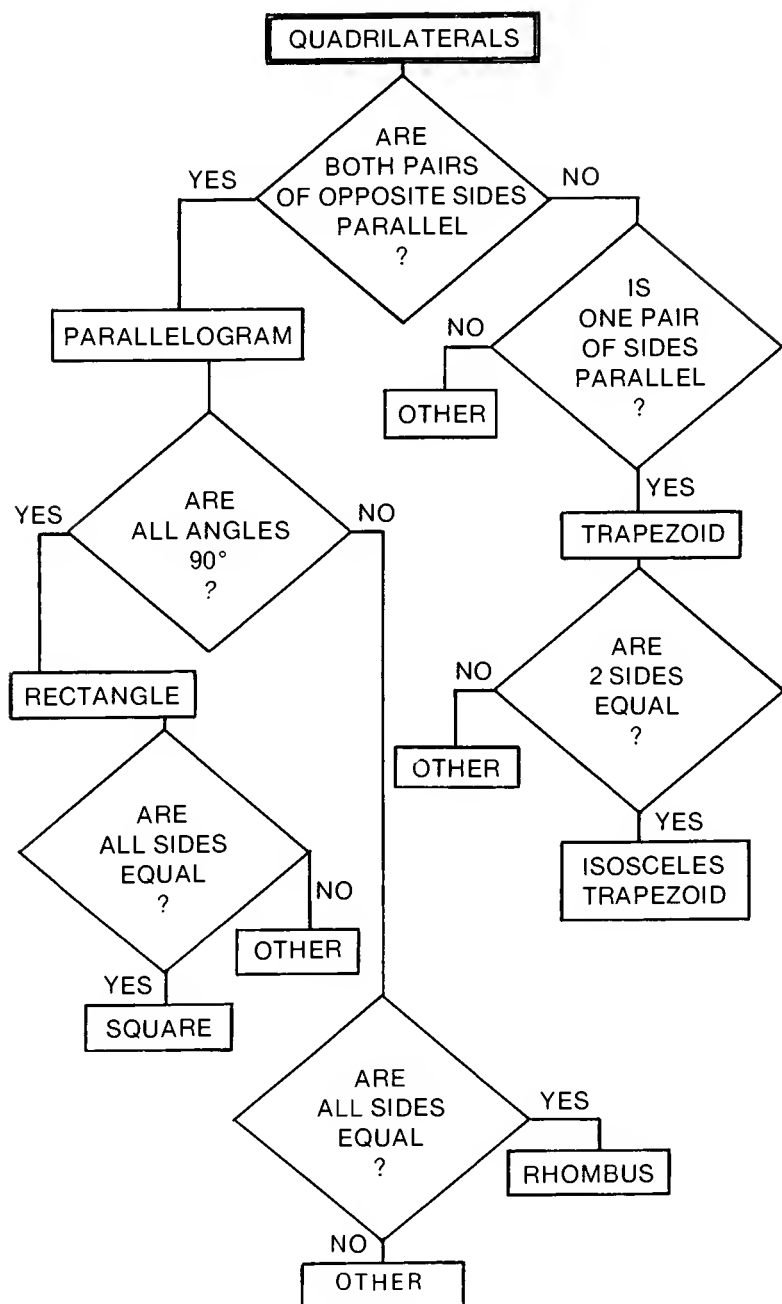 QUADRILATERALS
ARE
BOTH PAIRS
OF OPPOSITE SIDES
PARALLEL
?
YES
NO
PARALLELOGRAM
IS
ONE PAIR
OF SIDES
PARALLEL
?
NO
OTHER
YES
TRAPEZOID
ARE
ALL ANGLES
90°
?
YES
NO
RECTANGLE
ARE
2 SIDES
EQUAL
?
NO
OTHER
YES
ISOSCELES
TRAPEZOID
ARE
ALL SIDES
EQUAL
?
NO
OTHER
YES
SQUARE
ARE
ALL SIDES
EQUAL
?
YES
RHOMBUS
NO
OTHER